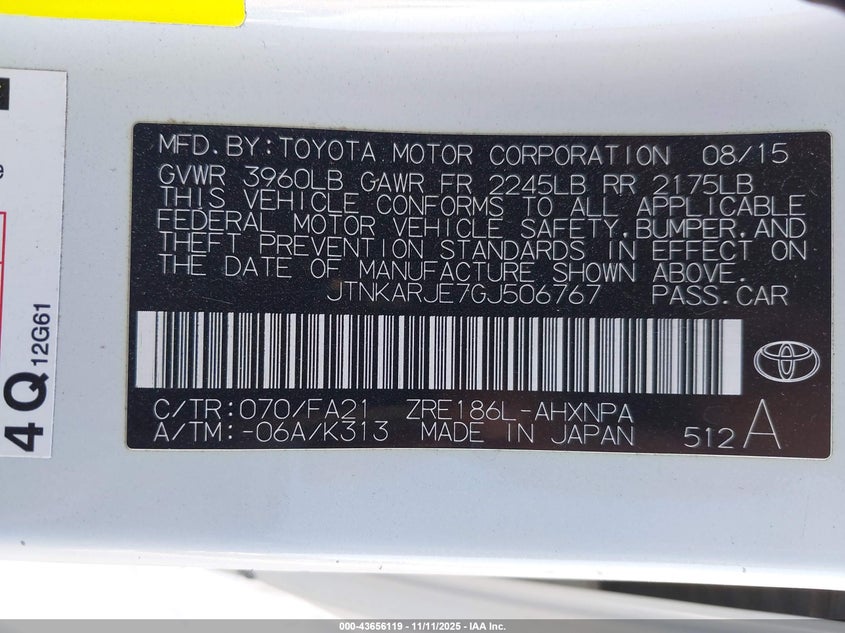 MFD.BY:TOYOTA MOTOR CORPORATION 08/15
GVWR 3960LB GAWR FR 2245LB RR 2175LB
THIS VEHICLE CONFORMS TO ALL APPLICABLE
FEDERAL MOTOR VEHICLE SAFETY,BUMPER,AND
THEFT PREVENTION STANDARDS IN EFFECT ON
THE DATE OF MANUFACTURE SHOWN ABOVE.
JTNKARJE7GJ506767 PASS.CAR
C/TR:070/FA21 ZRE186L-AHXNPA
A/TM:-06A/K313 MADE IN JAPAN 512 A
4Q 12G61
000-43656119 - 11/11/2025 - IAA Inc.